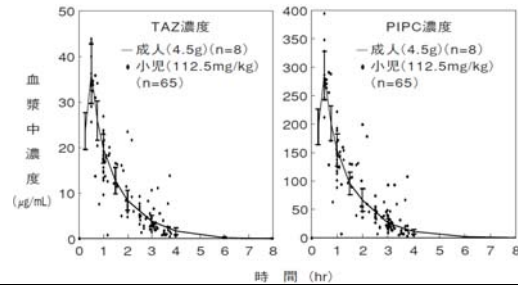 TAZ濃度
PIPC濃度
— 成人(4.5g)(n=8)
• 小児(112.5mg/kg)
(n=65)
— 成人(4.5g)(n=8)
• 小児(112.5mg/kg)
(n=65)
血漿中濃度
(μg/mL)
50
40
30
20
10
0
400
350
300
250
200
150
100
50
0
0 1 2 3 4 5 6 7 8
0 1 2 3 4 5 6 7 8
時 間 (hr)